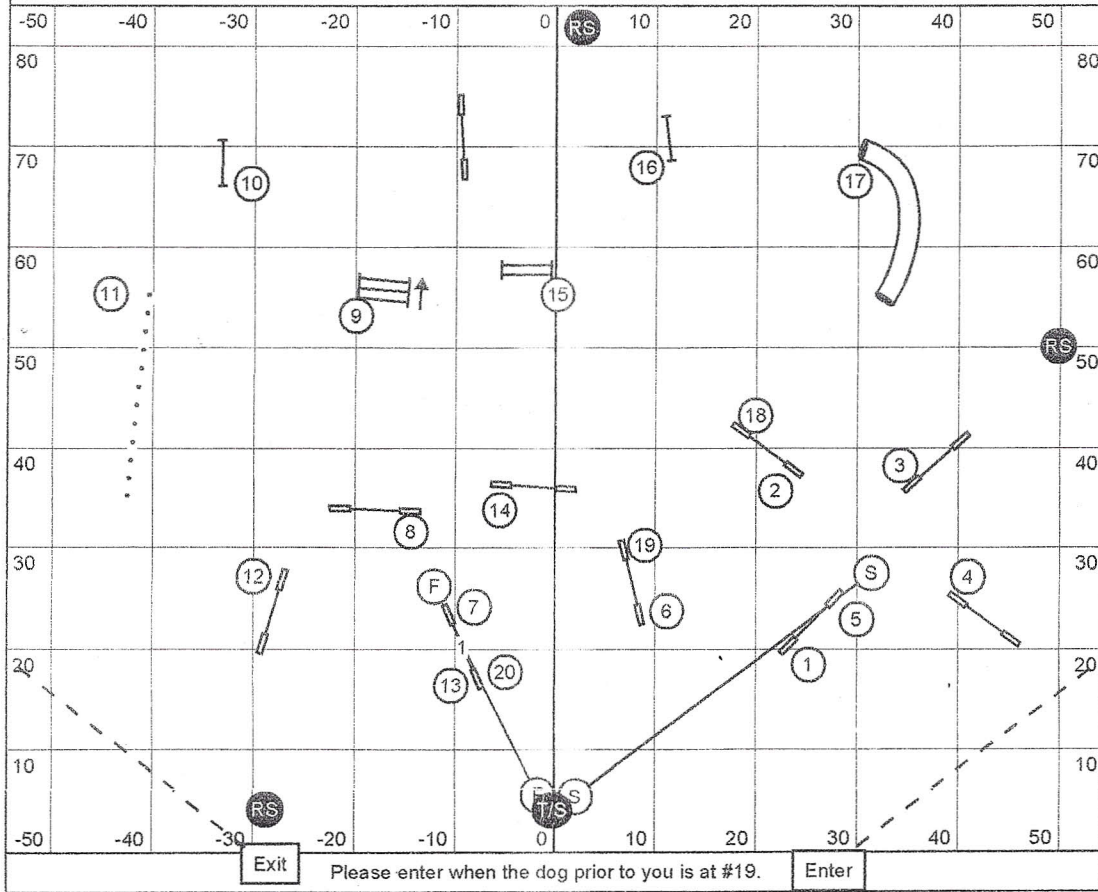 -50 -40 -30 -20 -10 0 RS 10 20 30 40 50
80 80
70 16 70
10 17
60 60
11 15
9
50 RS 50
18
40 3 40
2
14
8
30 19 30
12 F S 4
7 6 5
20 1 1 20
13 20
10 10
RS F T/S S
-50 -40 -30 -20 -10 0 10 20 30 40 50
Exit Please enter when the dog prior to you is at #19. Enter